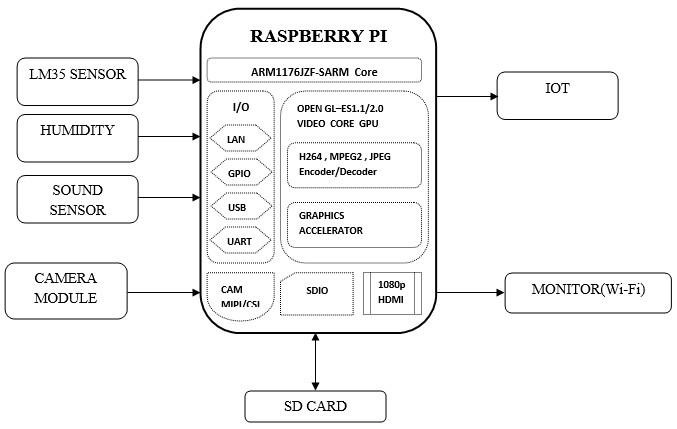 RASPBERRY PI
ARM1176JZF-SARM Core
LM35 SENSOR
HUMIDITY
SOUND
SENSOR
CAMERA
MODULE
I/O
LAN
GPIO
USB
UART
OPEN GL–ES1.1/2.0
VIDEO CORE GPU
H264 , MPEG2 , JPEG
Encoder/Decoder
GRAPHICS
ACCELERATOR
CAM
MIPI/CSI
SDIO
1080p
HDMI
IOT
MONITOR(Wi-Fi)
SD CARD